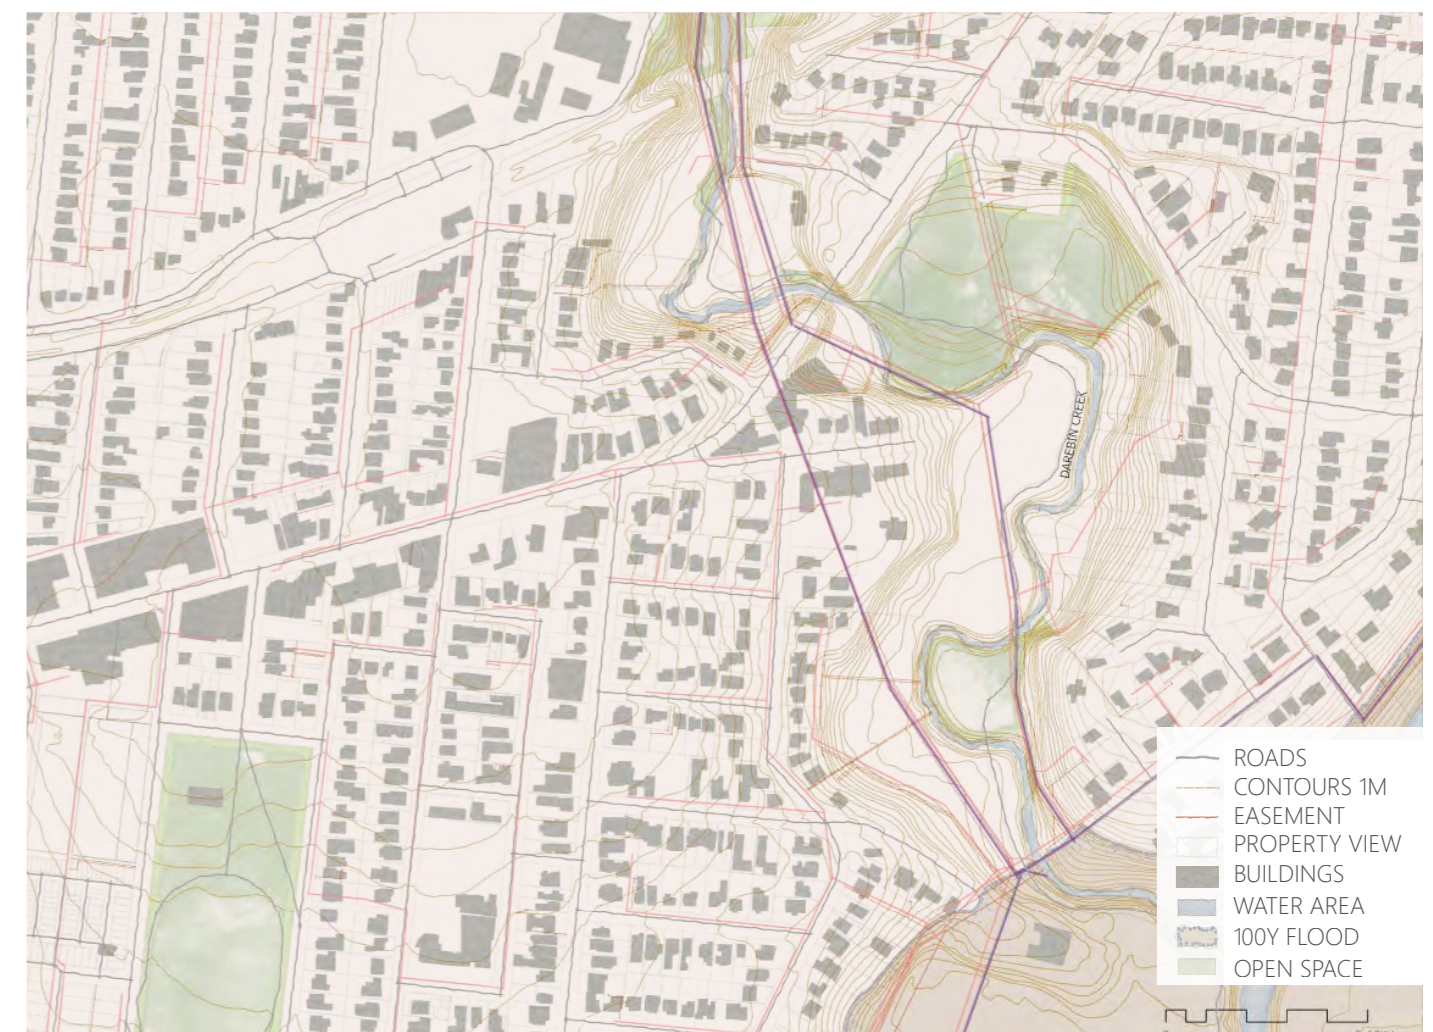 DAREBIN CREEK
ROADS
CONTOURS 1M
EASEMENT
PROPERTY VIEW
BUILDINGS
WATER AREA
100Y FLOOD
OPEN SPACE